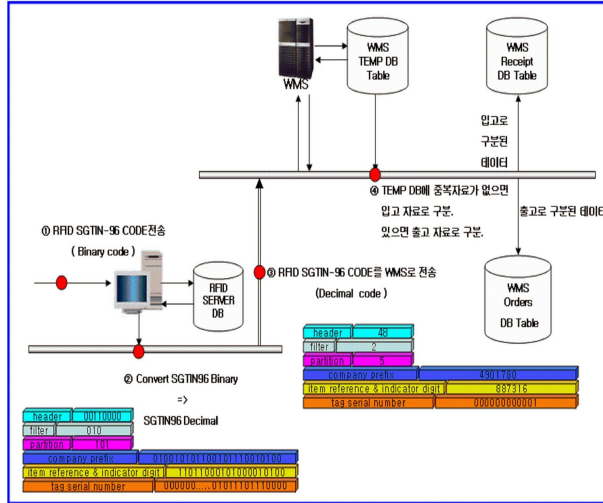 WMS
WMS
TEMP DB
Table
WMS
Receipt
DB Table
입고로
구분된
데이터
④ TEMP DB에 중복자료가 없으면
입고 자료로 구분.
있으면 출고 자료로 구분.
출고로 구분된 데이터
WMS
Orders
DB Table
① RFID SGTIN-96 CODE전송
( Binary code )
RFID
SERVER
DB
③ RFID SGTIN-96 CODE를 WMS로 전송
(Decimal code )
② Convert SGTIN96 Binary
=>
SGTIN96 Decimal
header 48
filter 2
partition 5
company prefix 4901780
item reference & indicator digit 887316
tag serial number 000000000001
header 00110000
filter 010
partition 101
company prefix
item reference & indicator digit
tag serial number 000000.....01011101110000